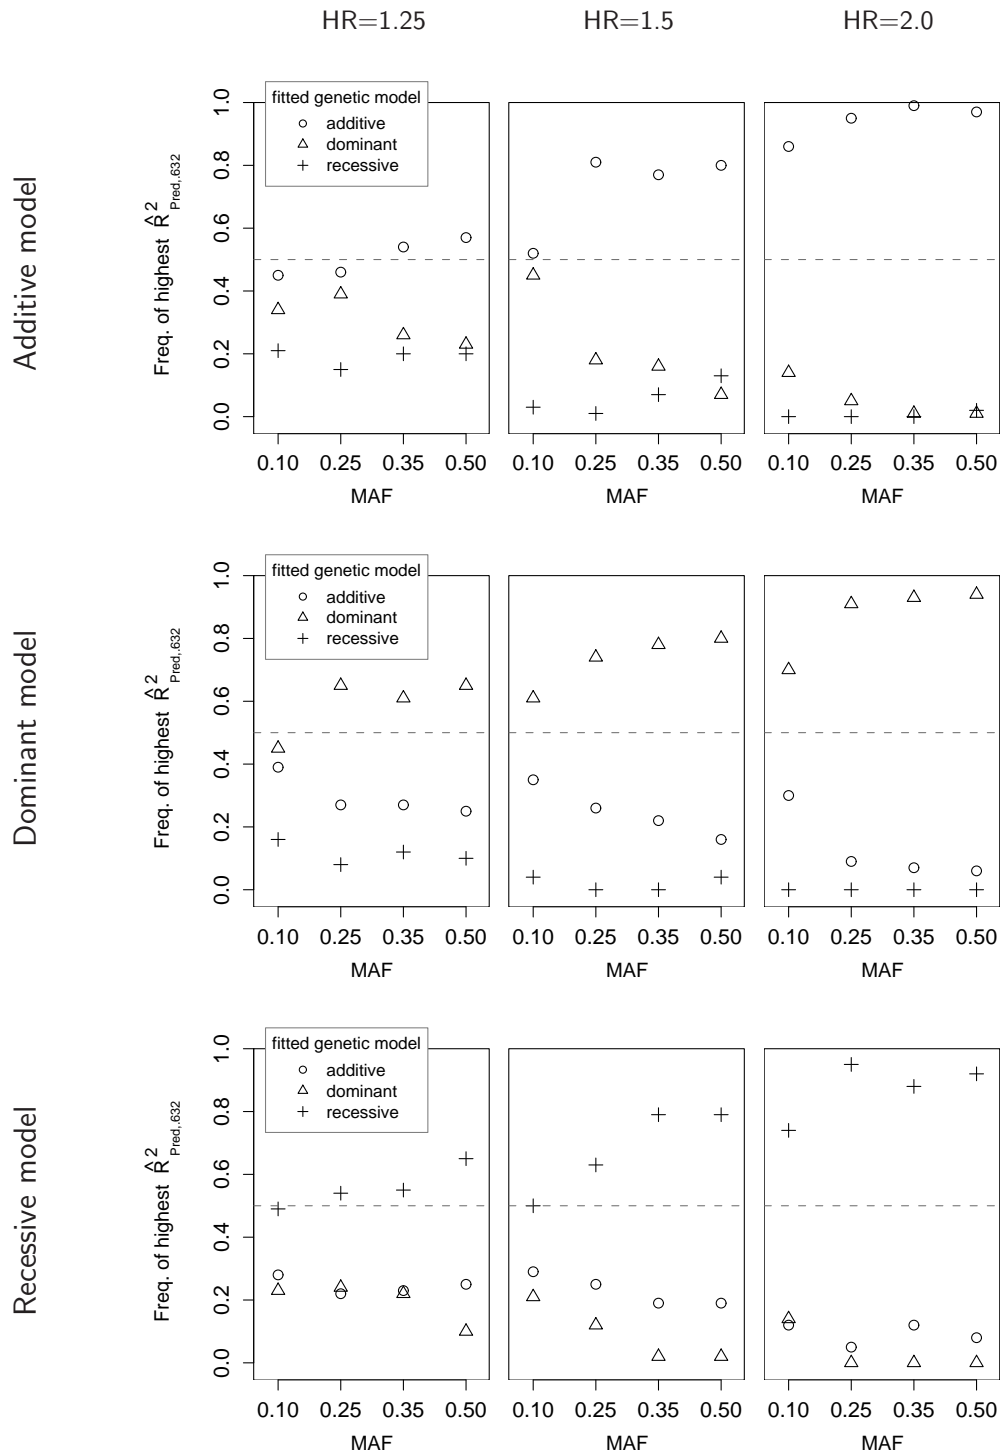 HR=1.25 HR=1.5 HR=2.0
Additive model
Freq. of highest R̂²Pred,.632
fitted genetic model
additive
dominant
recessive
0.0 0.2 0.4 0.6 0.8 1.0
0.10 0.25 0.35 0.50 0.10 0.25 0.35 0.50 0.10 0.25 0.35 0.50
MAF MAF MAF
Dominant model
Freq. of highest R̂²Pred,.632
fitted genetic model
additive
dominant
recessive
0.0 0.2 0.4 0.6 0.8 1.0
0.10 0.25 0.35 0.50 0.10 0.25 0.35 0.50 0.10 0.25 0.35 0.50
MAF MAF MAF
Recessive model
Freq. of highest R̂²Pred,.632
fitted genetic model
additive
dominant
recessive
0.0 0.2 0.4 0.6 0.8 1.0
0.10 0.25 0.35 0.50 0.10 0.25 0.35 0.50 0.10 0.25 0.35 0.50
MAF MAF MAF